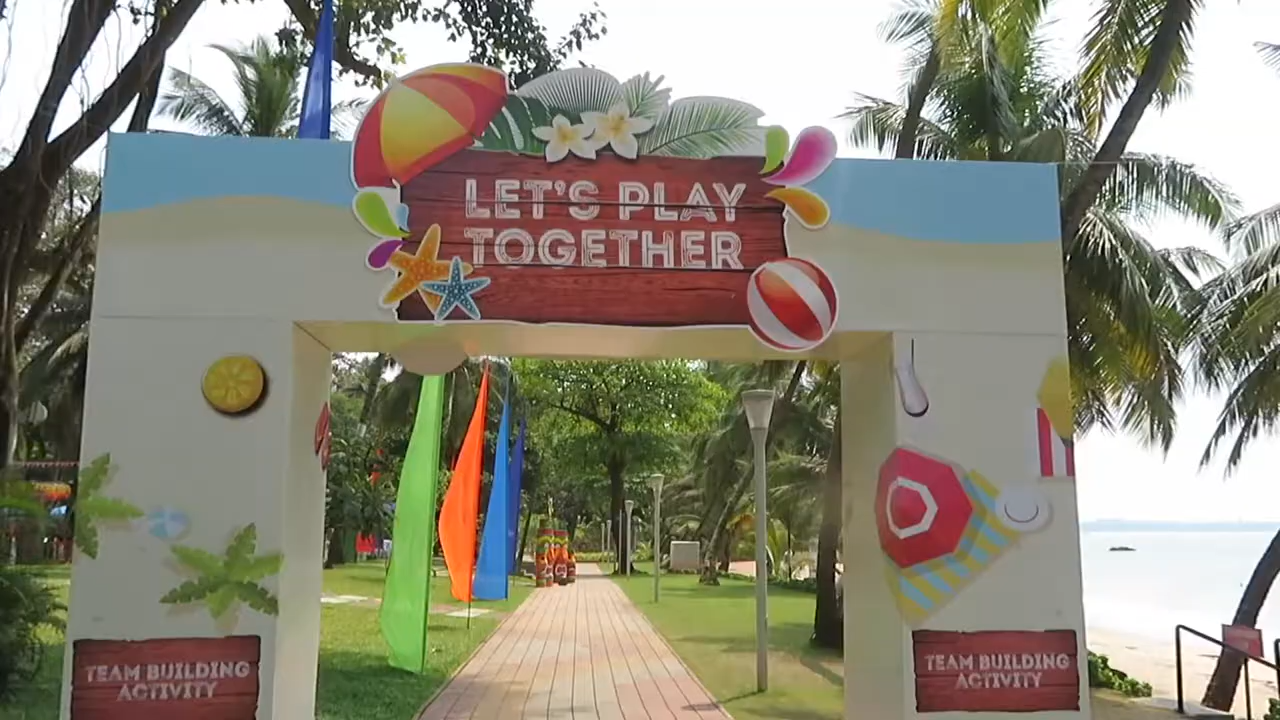 LET'S PLAY
TOGETHER
TEAM BUILDING
ACTIVITY
TEAM BUILDING
ACTIVITY